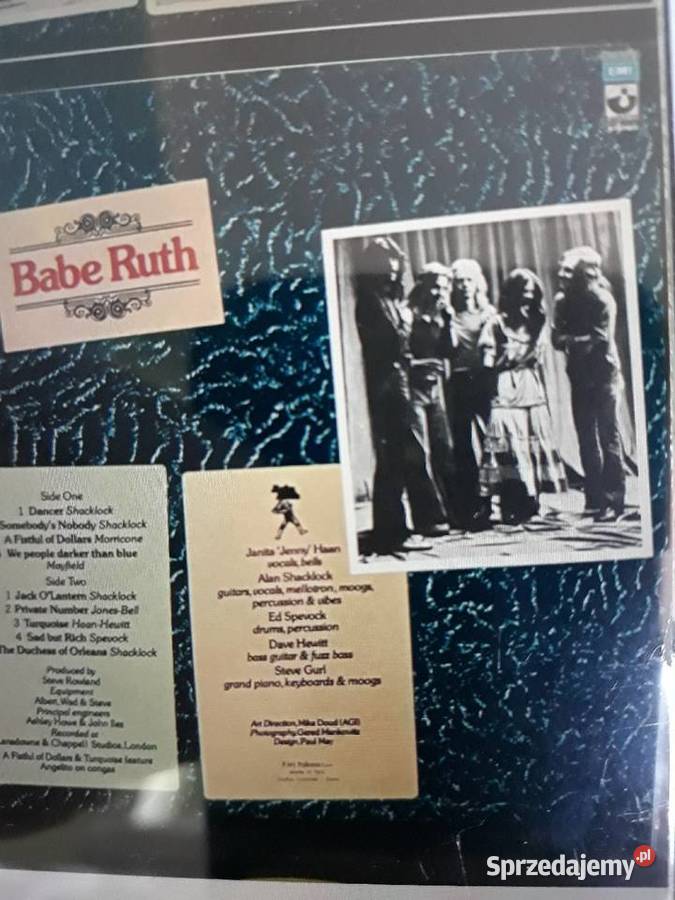 EMI
Babe Ruth
Side One
1 Dancer Shacklock
Somebody's Nobody Shacklock
A Fistful of Dollars Morricone
We people darker than blue
Mayfield
Side Two
1 Jack O'Lantern Shacklock
2 Private Number Jones-Bell
3 Turquoise Haan-Hewitt
4 Sad but Rich Spevock
The Duchess of Orleans Shacklock
Produced by
Steve Rowland
Equipment
Albert, Wad & Steve
Principal engineers
Ashley Howe & John Iles
Recorded at
Lansdowne & Chappell Studios, London
A Fistful of Dollars & Turquoise feature
Angelito on congas
Janita 'Jenny' Haan
vocals, bells
Alan Shacklock
guitars, vocals, mellotron, moogs,
percussion & vibes
Ed Spevock
drums, percussion
Dave Hewitt
bass guitar & fuzz bass
Steve Gurl
grand piano, keyboards & moogs
Art Direction, Mike Doud (AGI)
Photography, Gered Mankowitz
Design, Paul May
Sprzedajemy.pl